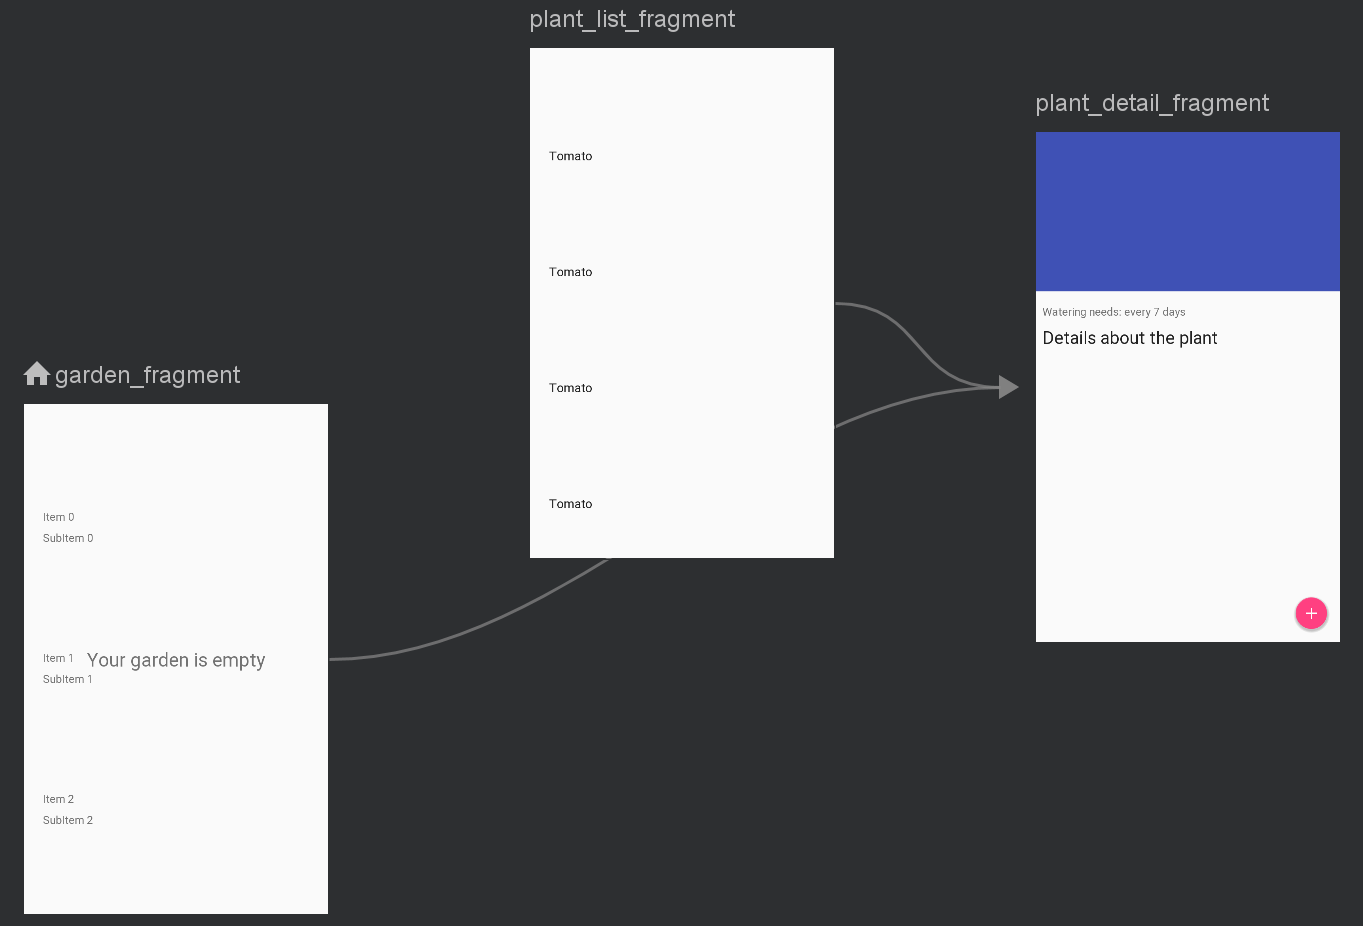 plant_list_fragment
Tomato
Tomato
Tomato
Tomato
plant_detail_fragment
Watering needs: every 7 days
Details about the plant
garden_fragment
Item 0
SubItem 0
Item 1
Your garden is empty
SubItem 1
Item 2
SubItem 2